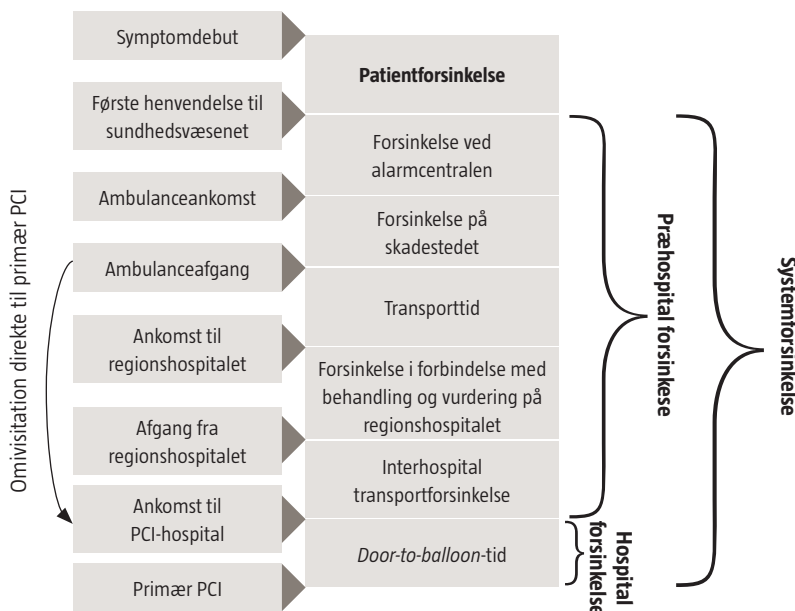 Symptomdebut
Patientforsinkelse
Første henvendelse til
sundhedsvæsenet
Forsinkelse ved
alarmcentralen
Ambulanceankomst
Forsinkelse på
skadestedet
Ambulanceafgang
Transporttid
Ankomst til
regionshospitalet
Forsinkelse i forbindelse med
behandling og vurdering på
regionshospitalet
Afgang fra
regionshospitalet
Interhospital
transportforsinkelse
Ankomst til
PCI-hospital
Door-to-balloon-tid
Primær PCI
Omivisitation direkte til primær PCI
Præhospital forsinkese
Hospital
forsinkelse
Systemforsinkelse